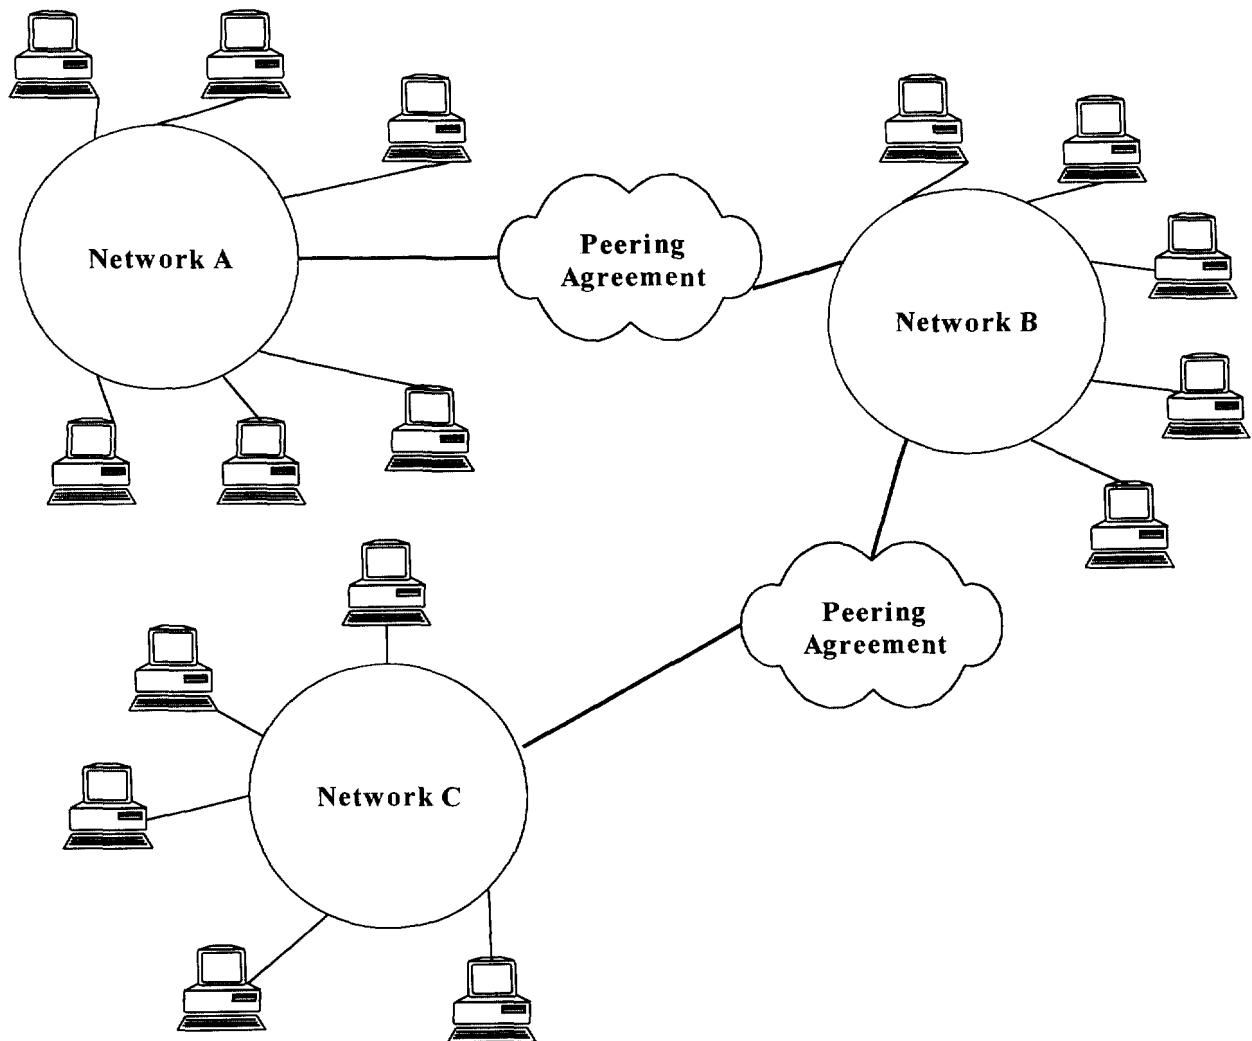 Network A
Peering
Agreement
Network B
Peering
Agreement
Network C